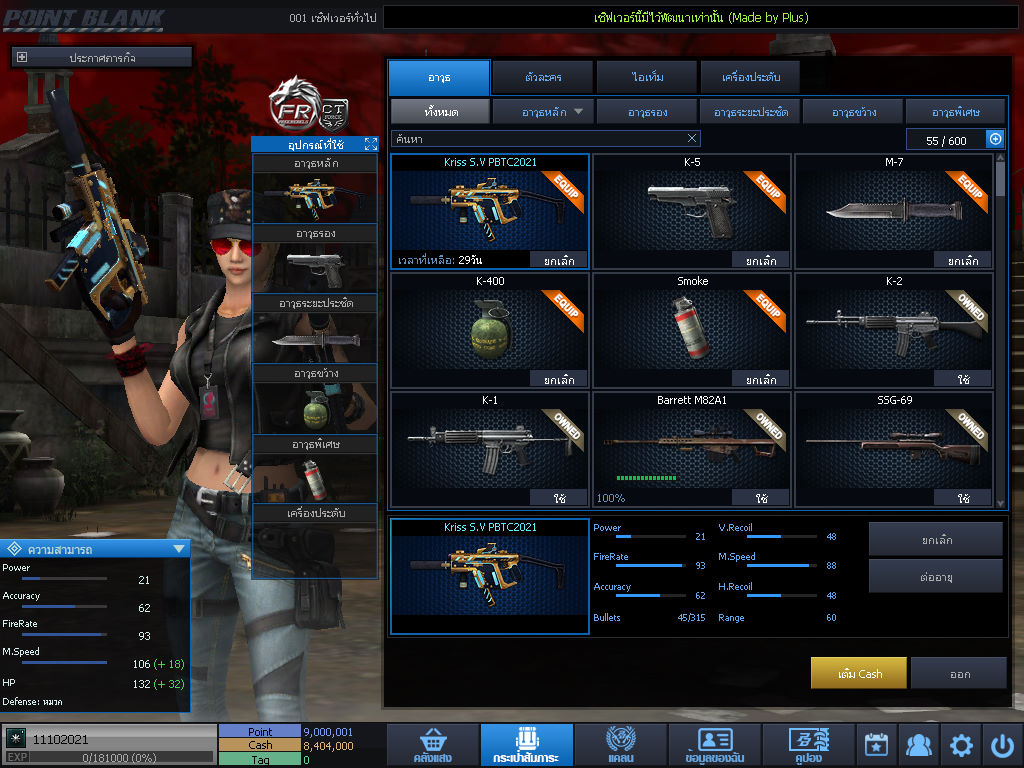 POINT BLANK
001 เซิฟเวอร์ทั่วไป
เซิฟเวอร์นี้มีไว้พัฒนาเท่านั้น (Made by Plus)
ประกาศภารกิจ
FR
CT
FORCE
อุปกรณ์ที่ใช้
อาวุธหลัก
อาวุธรอง
อาวุธระยะประชิด
อาวุธขว้าง
อาวุธพิเศษ
เครื่องประดับ
อาวุธ
ตัวละคร
ไอเท็ม
เครื่องประดับ
ทั้งหมด
อาวุธหลัก
อาวุธรอง
อาวุธระยะประชิด
อาวุธขว้าง
อาวุธพิเศษ
ค้นหา
55 / 600
Kriss S.V PBTC2021
EQUIP
เวลาที่เหลือ: 29วัน
ยกเลิก
K-5
EQUIP
ยกเลิก
M-7
EQUIP
ยกเลิก
K-400
EQUIP
ยกเลิก
Smoke
EQUIP
ยกเลิก
K-2
OWNED
ใช้
K-1
OWNED
ใช้
Barrett M82A1
OWNED
100%
ใช้
SSG-69
OWNED
ใช้
Kriss S.V PBTC2021
Power 21
FireRate 93
Accuracy 62
Bullets 45/315
V.Recoil 48
M.Speed 88
H.Recoil 48
Range 60
ยกเลิก
ต่ออายุ
เติม Cash
ออก
ความสามารถ
Power 21
Accuracy 62
FireRate 93
M.Speed 106 (+ 18)
HP 132 (+ 32)
Defense: หมวก
11102021
EXP 0/181000 (0%)
Point 9,000,001
Cash 8,404,000
Tag 0
คลังแสง
กระเป๋าสัมภาระ
แคลน
ข้อมูลของฉัน
คูปอง